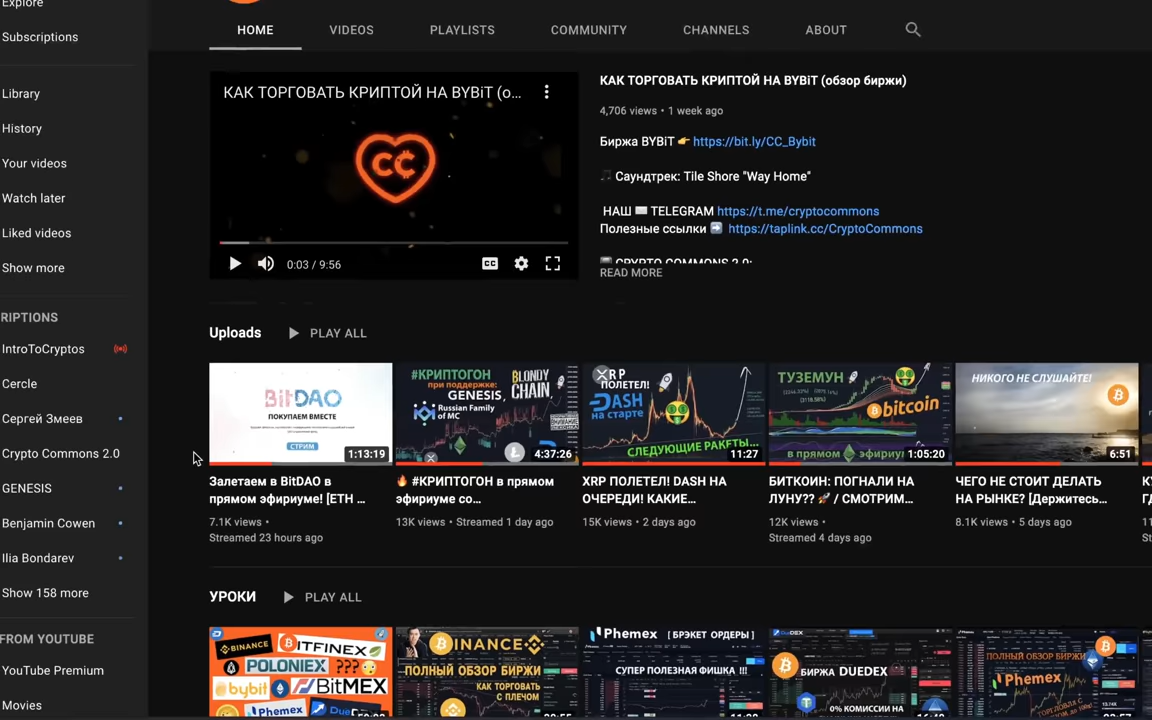 Explore
Subscriptions
Library
History
Your videos
Watch later
Liked videos
Show more
RIPTIONS
IntroToCryptos
Cercle
Сергей Змеев
Crypto Commons 2.0
GENESIS
Benjamin Cowen
Ilia Bondarev
Show 158 more
FROM YOUTUBE
YouTube Premium
Movies
HOME VIDEOS PLAYLISTS COMMUNITY CHANNELS ABOUT
КАК ТОРГОВАТЬ КРИПТОЙ НА BYBiT (о...
CC
0:03 / 9:56
CC
КАК ТОРГОВАТЬ КРИПТОЙ НА BYBiT (обзор биржи)
4,706 views • 1 week ago
Биржа BYBiT 👉 https://bit.ly/CC_Bybit
🎵 Саундтрек: Tile Shore "Way Home"
НАШ TELEGRAM https://t.me/cryptocommons
Полезные ссылки ➡️ https://taplink.cc/CryptoCommons
CRYPTO COMMONS 2.0:
READ MORE
Uploads PLAY ALL
BitDAO
ПОКУПАЕМ ВМЕСТЕ
СТРИМ
1:13:19
Залетаем в BitDAO в
прямом эфириуме! [ETH ...
7.1K views •
Streamed 23 hours ago
#КРИПТОГОН
при поддержке:
GENESIS,
BLONDY
CHAIN
Russian Family
of MC
4:37:26
🔥 #КРИПТОГОН в прямом
эфириуме со...
13K views • Streamed 1 day ago
XRP
ПОЛЕТЕЛ!
DASH
на старте
СЛЕДУЮЩИЕ РАКЕТЫ...
11:27
XRP ПОЛЕТЕЛ! DASH НА
ОЧЕРЕДИ! КАКИЕ...
15K views • 2 days ago
ТУЗЕМУН
bitcoin
в прямом эфириу
1:05:20
БИТКОИН: ПОГНАЛИ НА
ЛУНУ?? 🚀 / СМОТРИМ...
12K views •
Streamed 4 days ago
НИКОГО НЕ СЛУШАЙТЕ!
6:51
ЧЕГО НЕ СТОИТ ДЕЛАТЬ
НА РЫНКЕ? [Держитесь...
8.1K views • 5 days ago
УРОКИ PLAY ALL
BINANCE
BITFINEX
POLONIEX ???
bybit
BitMEX
Phemex
BINANCE
ПОЛНЫЙ ОБЗОР БИРЖИ
КАК ТОРГОВАТЬ
С ПЛЕЧОМ
Phemex [ БРЭКЕТ ОРДЕРЫ ]
СУПЕР ПОЛЕЗНАЯ ФИШКА !!!
DUEDEX
БИРЖА DUEDEX
0% КОМИССИИ НА
ПОЛНЫЙ ОБЗОР БИРЖИ
Phemex